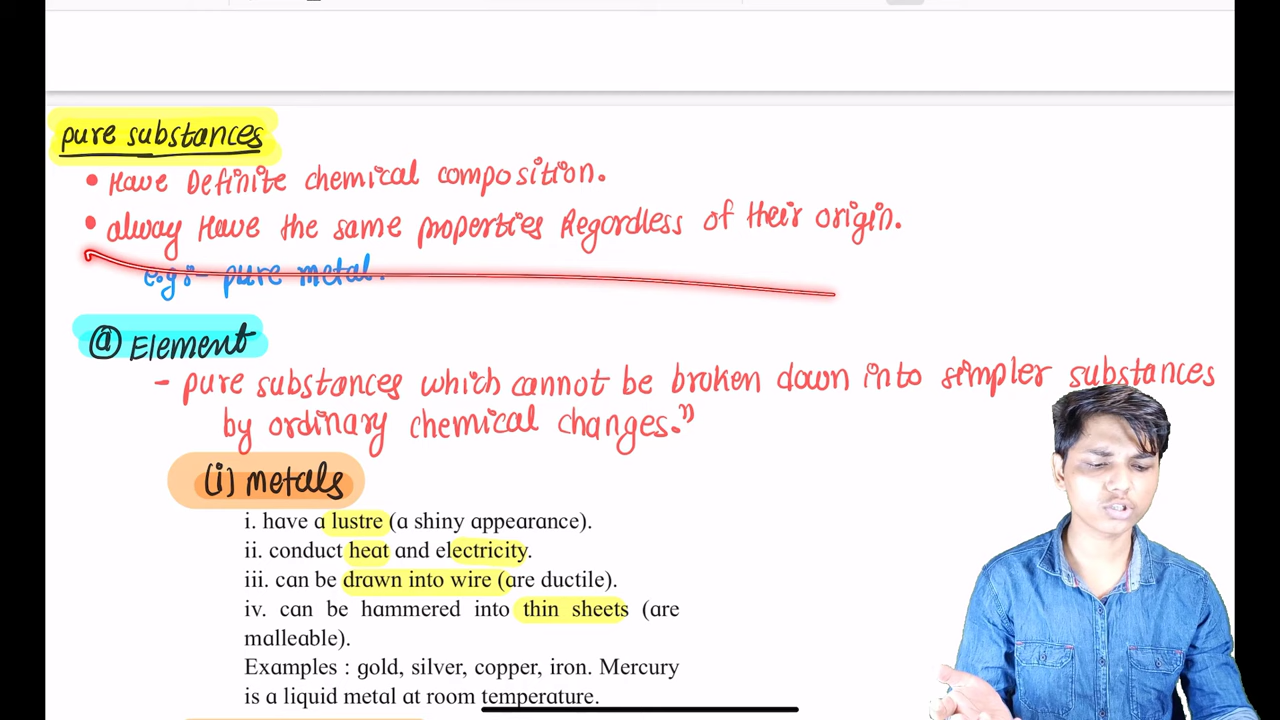 pure substances
• Have Definite chemical composition.
• alway Have the same properties Regardless of their origin.
e.g:- pure metal.
ⓐ Element
- pure substances which cannot be broken down into simpler substances
by ordinary chemical changes.”
(i) metals
i. have a lustre (a shiny appearance).
ii. conduct heat and electricity.
iii. can be drawn into wire (are ductile).
iv. can be hammered into thin sheets (are
malleable).
Examples : gold, silver, copper, iron. Mercury
is a liquid metal at room temperature.